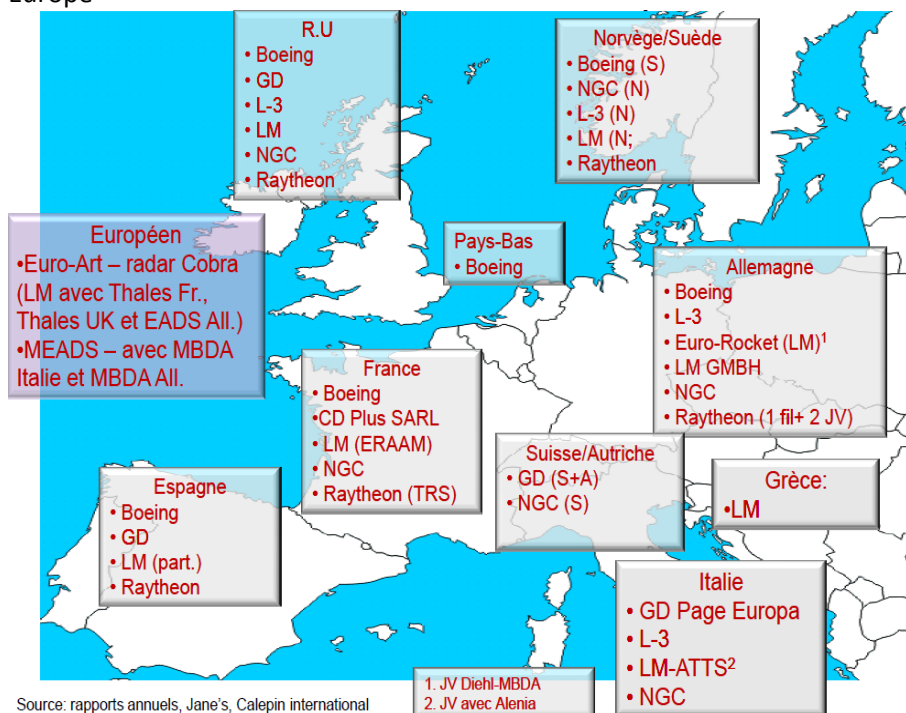 Europe
R.U
• Boeing
• GD
• L-3
• LM
• NGC
• Raytheon
Norvège/Suède
• Boeing (S)
• NGC (N)
• L-3 (N)
• LM (N;
• Raytheon
Européen
•Euro-Art – radar Cobra
(LM avec Thales Fr.,
Thales UK et EADS All.)
•MEADS – avec MBDA
Italie et MBDA All.
Pays-Bas
• Boeing
Allemagne
• Boeing
• L-3
• Euro-Rocket (LM)¹
• LM GMBH
• NGC
• Raytheon (1 fil+ 2 JV)
France
• Boeing
•CD Plus SARL
• LM (ERAAM)
• NGC
• Raytheon (TRS)
Suisse/Autriche
• GD (S+A)
• NGC (S)
Grèce:
•LM
Espagne
• Boeing
• GD
• LM (part.)
• Raytheon
Italie
• GD Page Europa
• L-3
• LM-ATTS²
• NGC
1. JV Diehl-MBDA
2. JV avec Alenia
Source: rapports annuels, Jane's, Calepin international